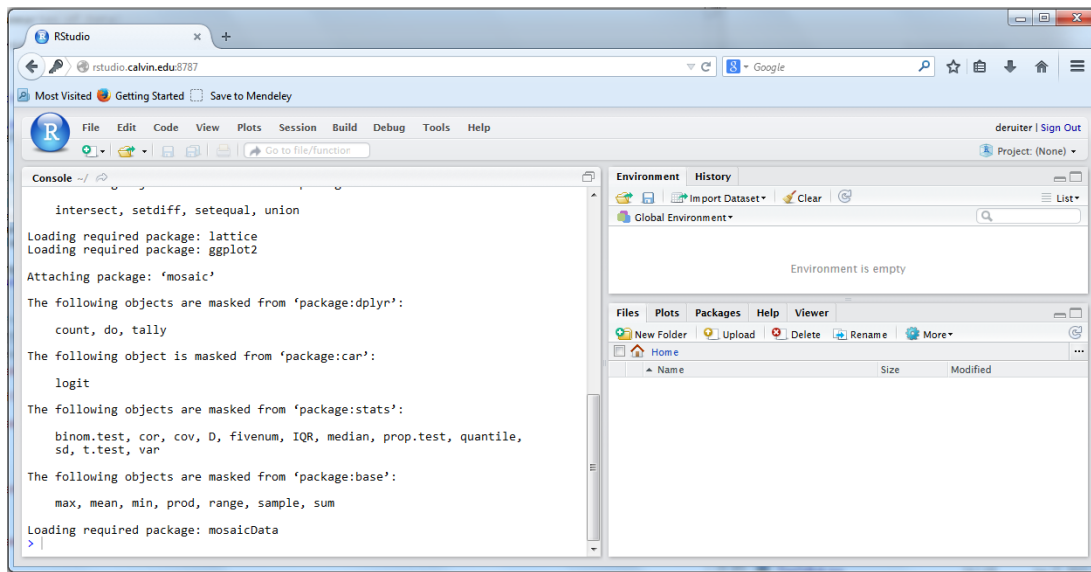 RStudio
rstudio.calvin.edu:8787
Google
Most Visited Getting Started Save to Mendeley
R File Edit Code View Plots Session Build Debug Tools Help deruiter | Sign Out
Go to file/function Project: (None)
Console ~/
intersect, setdiff, setequal, union
Loading required package: lattice
Loading required package: ggplot2
Attaching package: ‘mosaic’
The following objects are masked from ‘package:dplyr’:
count, do, tally
The following object is masked from ‘package:car’:
logit
The following objects are masked from ‘package:stats’:
binom.test, cor, cov, D, fivenum, IQR, median, prop.test, quantile,
sd, t.test, var
The following objects are masked from ‘package:base’:
max, mean, min, prod, range, sample, sum
Loading required package: mosaicData
>
Environment History
Import Dataset Clear List
Global Environment
Environment is empty
Files Plots Packages Help Viewer
New Folder Upload Delete Rename More
Home ...
Name Size Modified